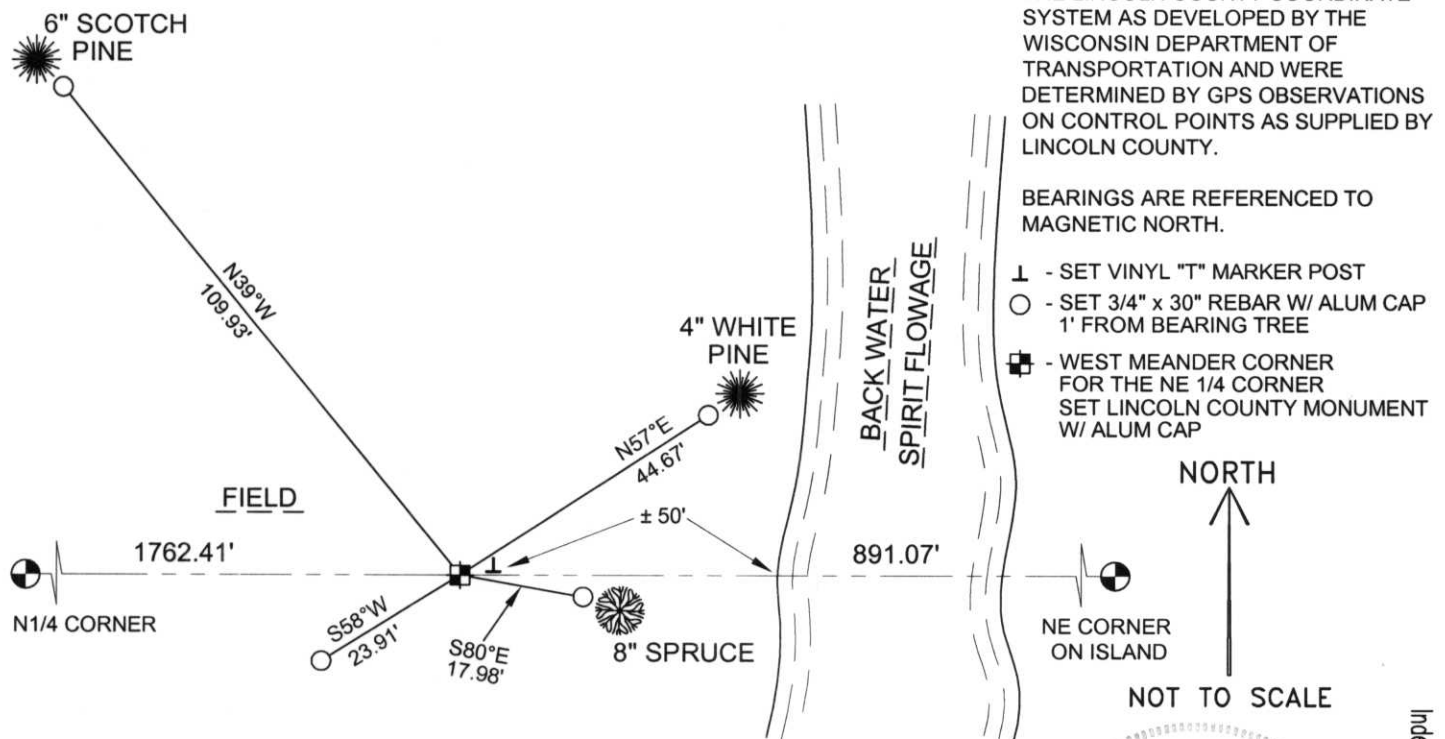 6" SCOTCH
PINE
N39°W
109.93'
4" WHITE
PINE
N57°E
44.67'
FIELD
± 50'
1762.41'
891.07'
N1/4 CORNER
S58°W
23.91'
S80°E
17.98'
8" SPRUCE
BACK WATER
SPIRIT FLOWAGE
NE CORNER
ON ISLAND
SYSTEM AS DEVELOPED BY THE
WISCONSIN DEPARTMENT OF
TRANSPORTATION AND WERE
DETERMINED BY GPS OBSERVATIONS
ON CONTROL POINTS AS SUPPLIED BY
LINCOLN COUNTY.
BEARINGS ARE REFERENCED TO
MAGNETIC NORTH.
- SET VINYL "T" MARKER POST
- SET 3/4" x 30" REBAR W/ ALUM CAP
1' FROM BEARING TREE
- WEST MEANDER CORNER
FOR THE NE 1/4 CORNER
SET LINCOLN COUNTY MONUMENT
W/ ALUM CAP
NORTH
NOT TO SCALE